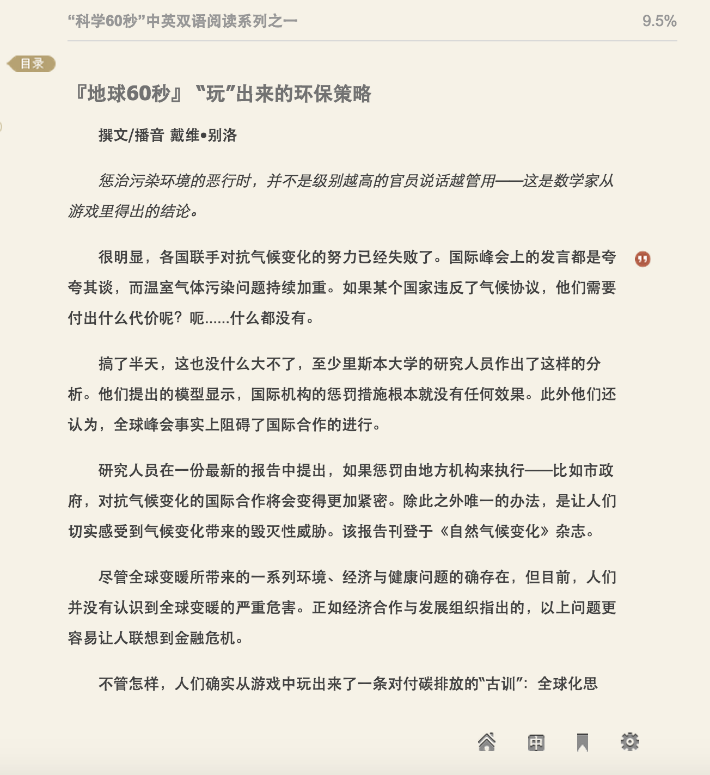 “科学60秒”中英双语阅读系列之一
9.5%
目录
『地球60秒』“玩”出来的环保策略
撰文/播音 戴维•别洛
惩治污染环境的恶行时，并不是级别越高的官员说话越管用——这是数学家从
游戏里得出的结论。
很明显，各国联手对抗气候变化的努力已经失败了。国际峰会上的发言都是夸
夸其谈，而温室气体污染问题持续加重。如果某个国家违反了气候协议，他们需要
付出什么代价呢？呃......什么都没有。
搞了半天，这也没什么大不了，至少里斯本大学的研究人员作出了这样的分
析。他们提出的模型显示，国际机构的惩罚措施根本就没有任何效果。此外他们还
认为，全球峰会事实上阻碍了国际合作的进行。
研究人员在一份最新的报告中提出，如果惩罚由地方机构来执行——比如市政
府，对抗气候变化的国际合作将会变得更加紧密。除此之外唯一的办法，是让人们
切实感受到气候变化带来的毁灭性威胁。该报告刊登于《自然气候变化》杂志。
尽管全球变暖所带来的一系列环境、经济与健康问题的确存在，但目前，人们
并没有认识到全球变暖的严重危害。正如经济合作与发展组织指出的，以上问题更
容易让人联想到金融危机。
不管怎样，人们确实从游戏中玩出来了一条对付碳排放的“古训”：全球化思
中